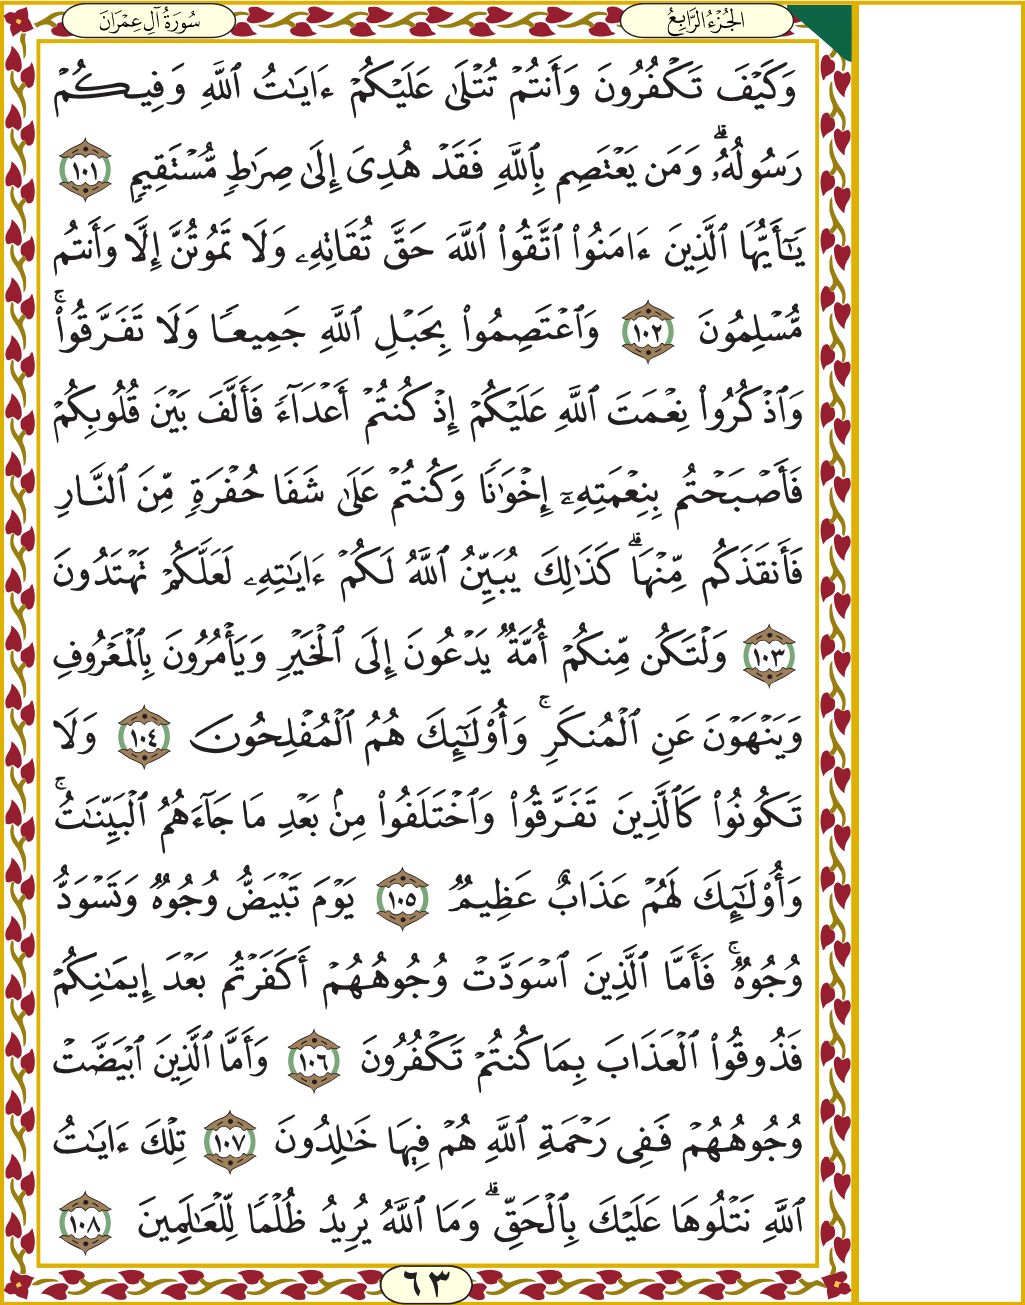 الجُزْءُ الرَّابِعُ
سُورَةُ آلِ عِمْرَانَ
وَكَيْفَ تَكْفُرُونَ وَأَنتُمْ تُتْلَىٰ عَلَيْكُمْ ءَايَـٰتُ ٱللَّهِ وَفِيكُمْ
رَسُولُهُۥ ۗ وَمَن يَعْتَصِم بِٱللَّهِ فَقَدْ هُدِىَ إِلَىٰ صِرَٰطٍ مُّسْتَقِيمٍ ١٠١
يَـٰٓأَيُّهَا ٱلَّذِينَ ءَامَنُوا۟ ٱتَّقُوا۟ ٱللَّهَ حَقَّ تُقَاتِهِۦ وَلَا تَمُوتُنَّ إِلَّا وَأَنتُم
مُّسْلِمُونَ ١٠٢ وَٱعْتَصِمُوا۟ بِحَبْلِ ٱللَّهِ جَمِيعًا وَلَا تَفَرَّقُوا۟ ۚ
وَٱذْكُرُوا۟ نِعْمَتَ ٱللَّهِ عَلَيْكُمْ إِذْ كُنتُمْ أَعْدَآءً فَأَلَّفَ بَيْنَ قُلُوبِكُمْ
فَأَصْبَحْتُم بِنِعْمَتِهِۦٓ إِخْوَٰنًا وَكُنتُمْ عَلَىٰ شَفَا حُفْرَةٍ مِّنَ ٱلنَّارِ
فَأَنقَذَكُم مِّنْهَا ۗ كَذَٰلِكَ يُبَيِّنُ ٱللَّهُ لَكُمْ ءَايَـٰتِهِۦ لَعَلَّكُمْ تَهْتَدُونَ
١٠٣ وَلْتَكُن مِّنكُمْ أُمَّةٌ يَدْعُونَ إِلَى ٱلْخَيْرِ وَيَأْمُرُونَ بِٱلْمَعْرُوفِ
وَيَنْهَوْنَ عَنِ ٱلْمُنكَرِ ۚ وَأُو۟لَـٰٓئِكَ هُمُ ٱلْمُفْلِحُونَ ١٠٤ وَلَا
تَكُونُوا۟ كَٱلَّذِينَ تَفَرَّقُوا۟ وَٱخْتَلَفُوا۟ مِنۢ بَعْدِ مَا جَآءَهُمُ ٱلْبَيِّنَـٰتُ ۚ
وَأُو۟لَـٰٓئِكَ لَهُمْ عَذَابٌ عَظِيمٌ ١٠٥ يَوْمَ تَبْيَضُّ وُجُوهٌ وَتَسْوَدُّ
وُجُوهٌ ۚ فَأَمَّا ٱلَّذِينَ ٱسْوَدَّتْ وُجُوهُهُمْ أَكَفَرْتُم بَعْدَ إِيمَـٰنِكُمْ
فَذُوقُوا۟ ٱلْعَذَابَ بِمَا كُنتُمْ تَكْفُرُونَ ١٠٦ وَأَمَّا ٱلَّذِينَ ٱبْيَضَّتْ
وُجُوهُهُمْ فَفِى رَحْمَةِ ٱللَّهِ هُمْ فِيهَا خَـٰلِدُونَ ١٠٧ تِلْكَ ءَايَـٰتُ
ٱللَّهِ نَتْلُوهَا عَلَيْكَ بِٱلْحَقِّ ۗ وَمَا ٱللَّهُ يُرِيدُ ظُلْمًا لِّلْعَـٰلَمِينَ ١٠٨
٦٣